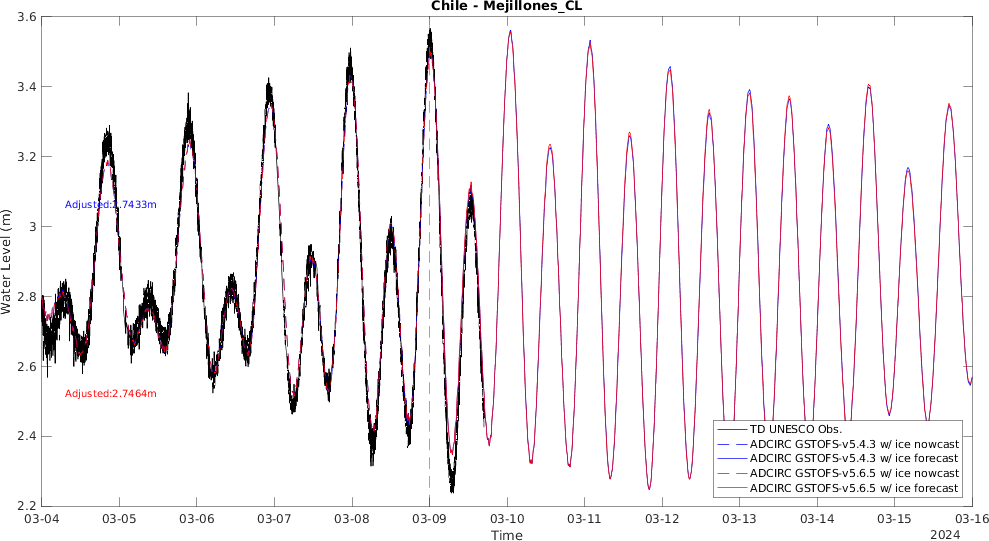 Chile - Mejillones_CL
3.6
3.4
3.2
3
2.8
2.6
2.4
2.2
Water Level (m)
Adjusted:2.7433m
Adjusted:2.7464m
TD UNESCO Obs.
ADCIRC GSTOFS-v5.4.3 w/ ice nowcast
ADCIRC GSTOFS-v5.4.3 w/ ice forecast
ADCIRC GSTOFS-v5.6.5 w/ ice nowcast
ADCIRC GSTOFS-v5.6.5 w/ ice forecast
03-04 03-05 03-06 03-07 03-08 03-09 03-10 03-11 03-12 03-13 03-14 03-15 03-16
Time
2024